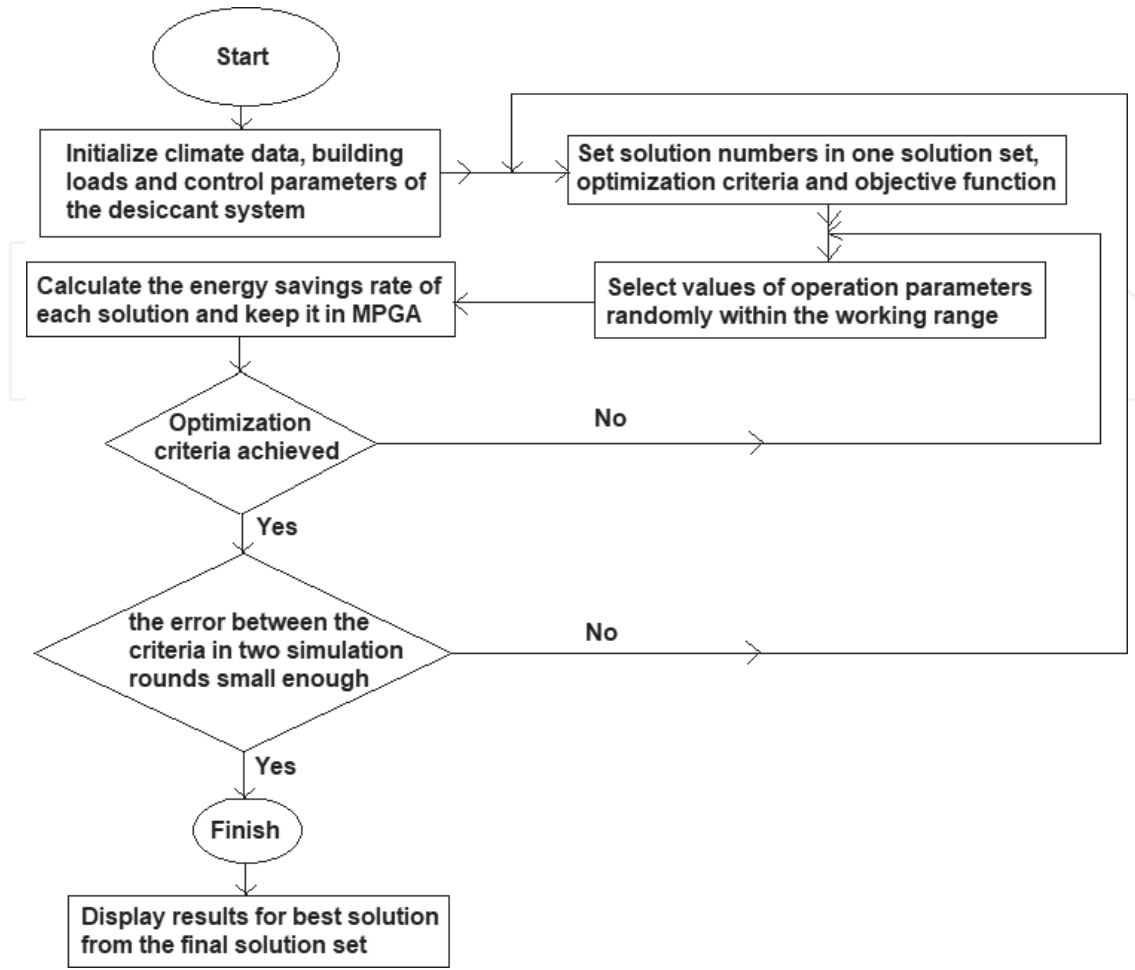 Start
Initialize climate data, building
loads and control parameters of
the desiccant system
Set solution numbers in one solution set,
optimization criteria and objective function
Select values of operation parameters
randomly within the working range
Calculate the energy savings rate of
each solution and keep it in MPGA
Optimization
criteria achieved
No
Yes
the error between the
criteria in two simulation
rounds small enough
No
Yes
Finish
Display results for best solution
from the final solution set